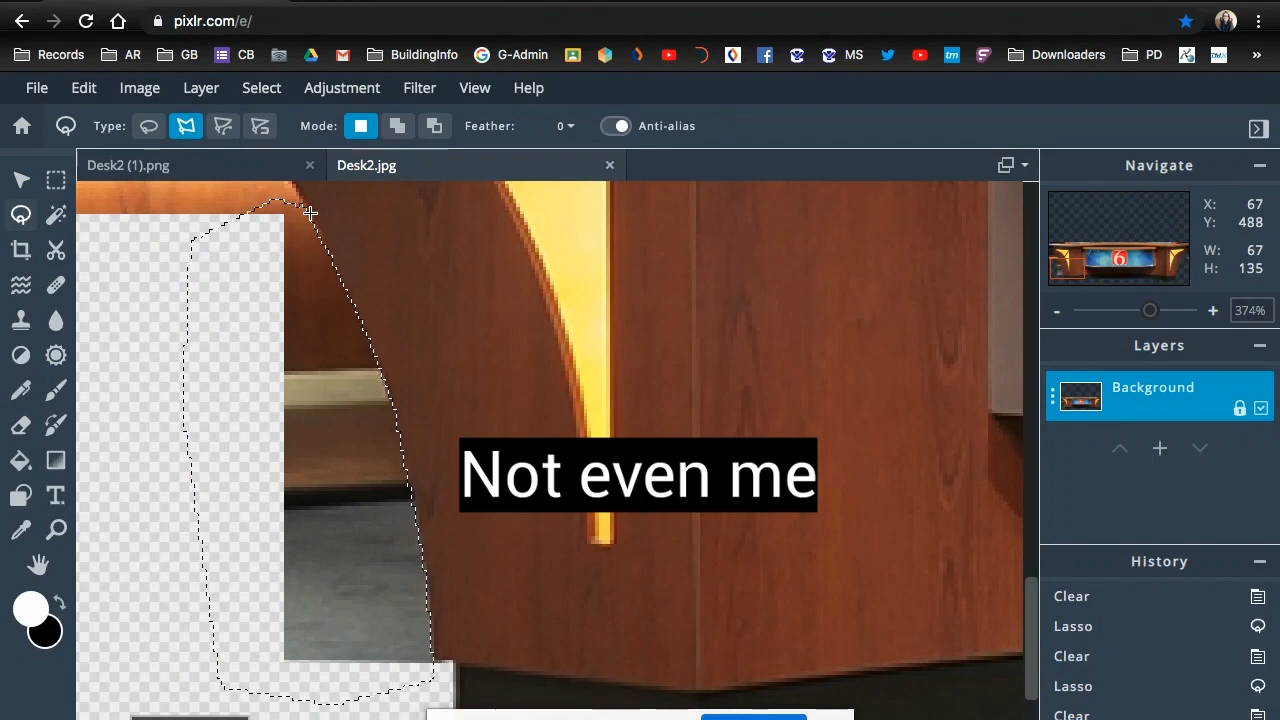 pixlr.com/e/
Records AR GB CB BuildingInfo G-Admin MS tm Downloaders PD »
File Edit Image Layer Select Adjustment Filter View Help
Type: Mode: Feather: 0 Anti-alias
Desk2 (1).png Desk2.jpg
Navigate
X: 67
Y: 488
W: 67
H: 135
6
- + 374%
Layers
Background
Not even me
History
Clear
Lasso
Clear
Lasso
Clear